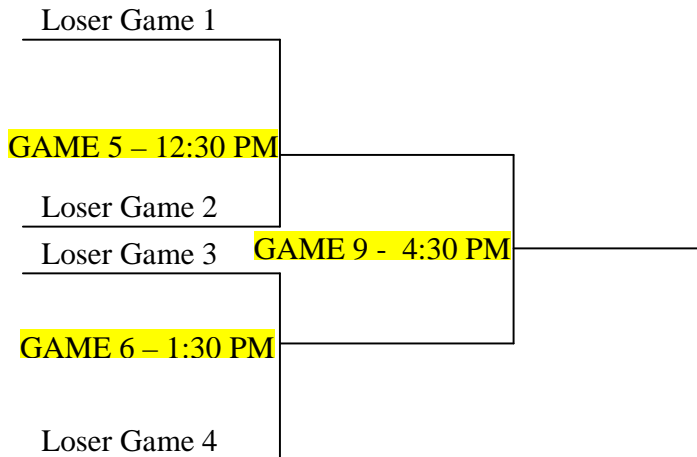 Loser Game 1
GAME 5 – 12:30 PM
Loser Game 2
Loser Game 3
GAME 9 -  4:30 PM
GAME 6 – 1:30 PM
Loser Game 4